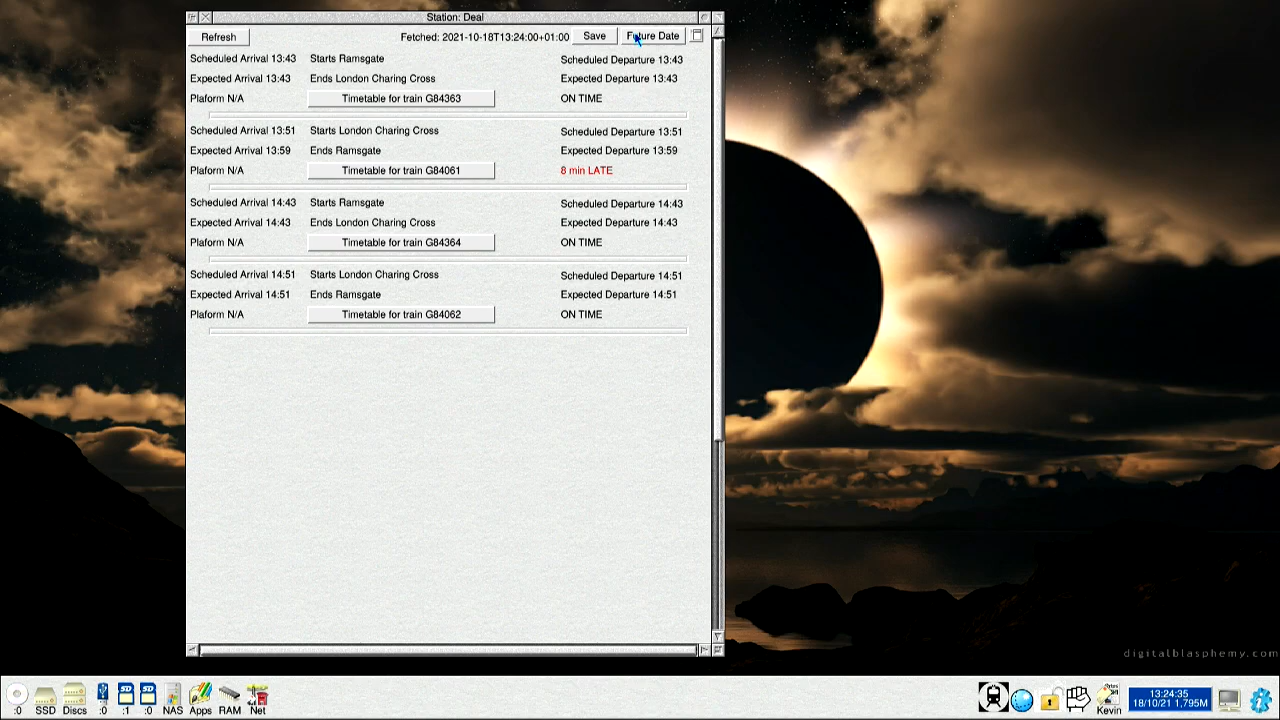 Station: Deal
Refresh Fetched: 2021-10-18T13:24:00+01:00 Save Future Date
Scheduled Arrival 13:43 Starts Ramsgate Scheduled Departure 13:43
Expected Arrival 13:43 Ends London Charing Cross Expected Departure 13:43
Plaform N/A Timetable for train G84363 ON TIME
Scheduled Arrival 13:51 Starts London Charing Cross Scheduled Departure 13:51
Expected Arrival 13:59 Ends Ramsgate Expected Departure 13:59
Plaform N/A Timetable for train G84061 8 min LATE
Scheduled Arrival 14:43 Starts Ramsgate Scheduled Departure 14:43
Expected Arrival 14:43 Ends London Charing Cross Expected Departure 14:43
Plaform N/A Timetable for train G84364 ON TIME
Scheduled Arrival 14:51 Starts London Charing Cross Scheduled Departure 14:51
Expected Arrival 14:51 Ends Ramsgate Expected Departure 14:51
Plaform N/A Timetable for train G84062 ON TIME
digitalblasphemy.com
:0 SSD Discs :0 :1 :0 NAS Apps RAM Net Kevin
13:24:35
18/10/21 1,795M